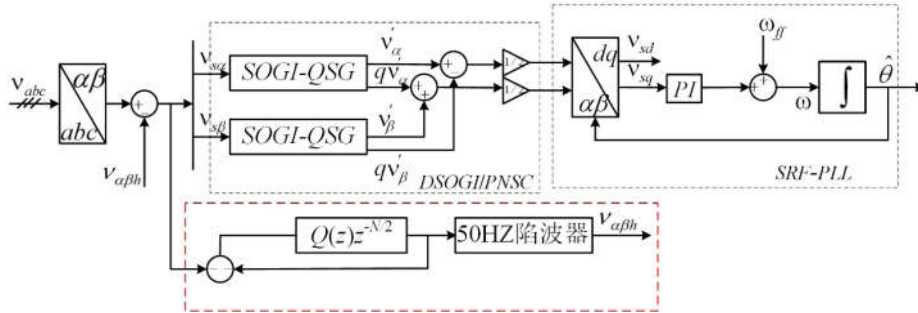 v_abc
αβ
abc
v_αβh
v_sα
v_sβ
SOGI-QSG
SOGI-QSG
v'_α
qv'_α
v'_β
qv'_β
DSOGI/PNSC
dq
αβ
v_sd
v_sq
PI
ω_ff
ω
∫
θ̂
SRF-PLL
Q(z)z^{-N/2}
50HZ陷波器
v_αβh